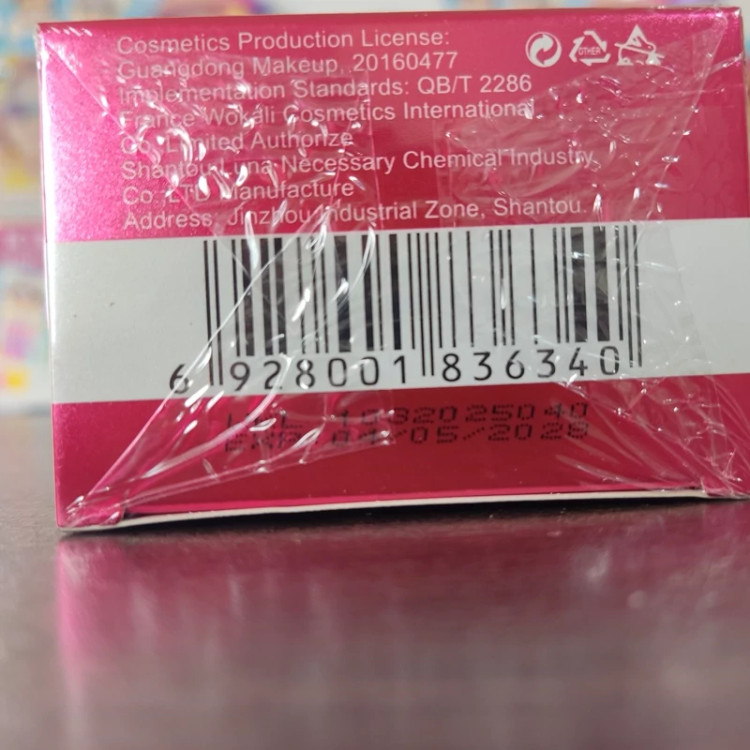 Cosmetics Production License:
Guangdong Makeup, 20160477
Implementation Standards: QB/T 2286
France Wokali Cosmetics International
Co., Limited Authorize
Shantou Luna Necessary Chemical Industry
Co.,LTD Manufacture
Address: Jinzhou Industrial Zone, Shantou.
OTHER
6 928001 836340
EXP 04/05/2028